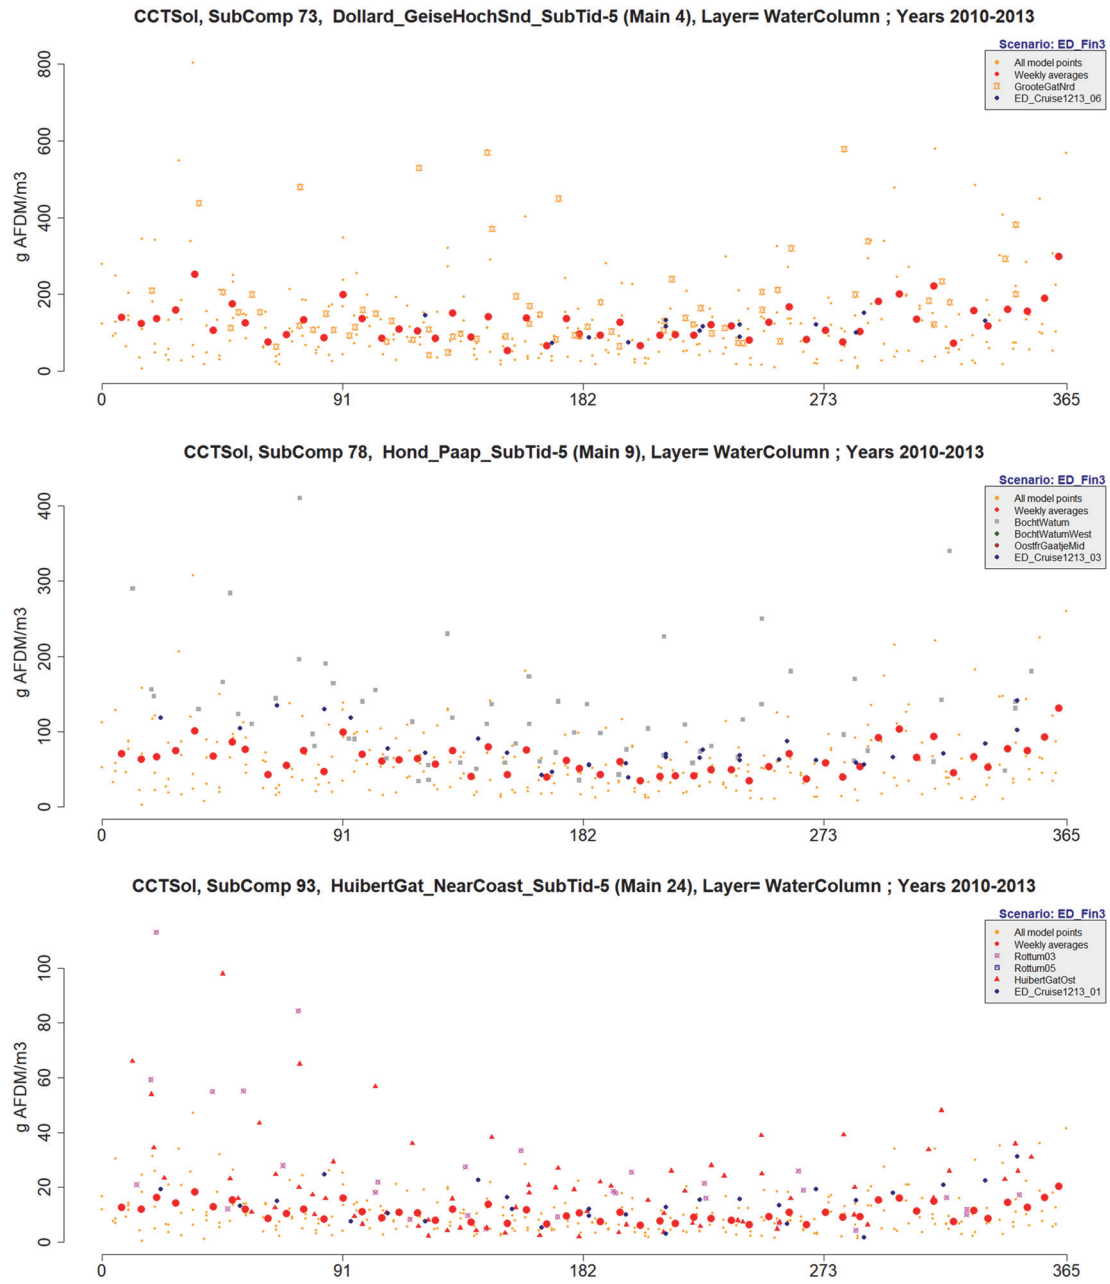 CCTSol, SubComp 73, Dollard_GeiseHochSnd_SubTid-5 (Main 4), Layer= WaterColumn ; Years 2010-2013
Scenario: ED_Fin3
All model points
Weekly averages
GrooteGatNrd
ED_Cruise1213_06
g AFDM/m3
800
600
400
200
0
0 91 182 273 365
CCTSol, SubComp 78, Hond_Paap_SubTid-5 (Main 9), Layer= WaterColumn ; Years 2010-2013
Scenario: ED_Fin3
All model points
Weekly averages
BochtWatum
BochtWatumWest
OostfrGaatjeMid
ED_Cruise1213_03
g AFDM/m3
400
300
200
100
0
0 91 182 273 365
CCTSol, SubComp 93, HuibertGat_NearCoast_SubTid-5 (Main 24), Layer= WaterColumn ; Years 2010-2013
Scenario: ED_Fin3
All model points
Weekly averages
Rottum03
Rottum05
HuibertGatOst
ED_Cruise1213_01
g AFDM/m3
100
80
60
40
20
0
0 91 182 273 365